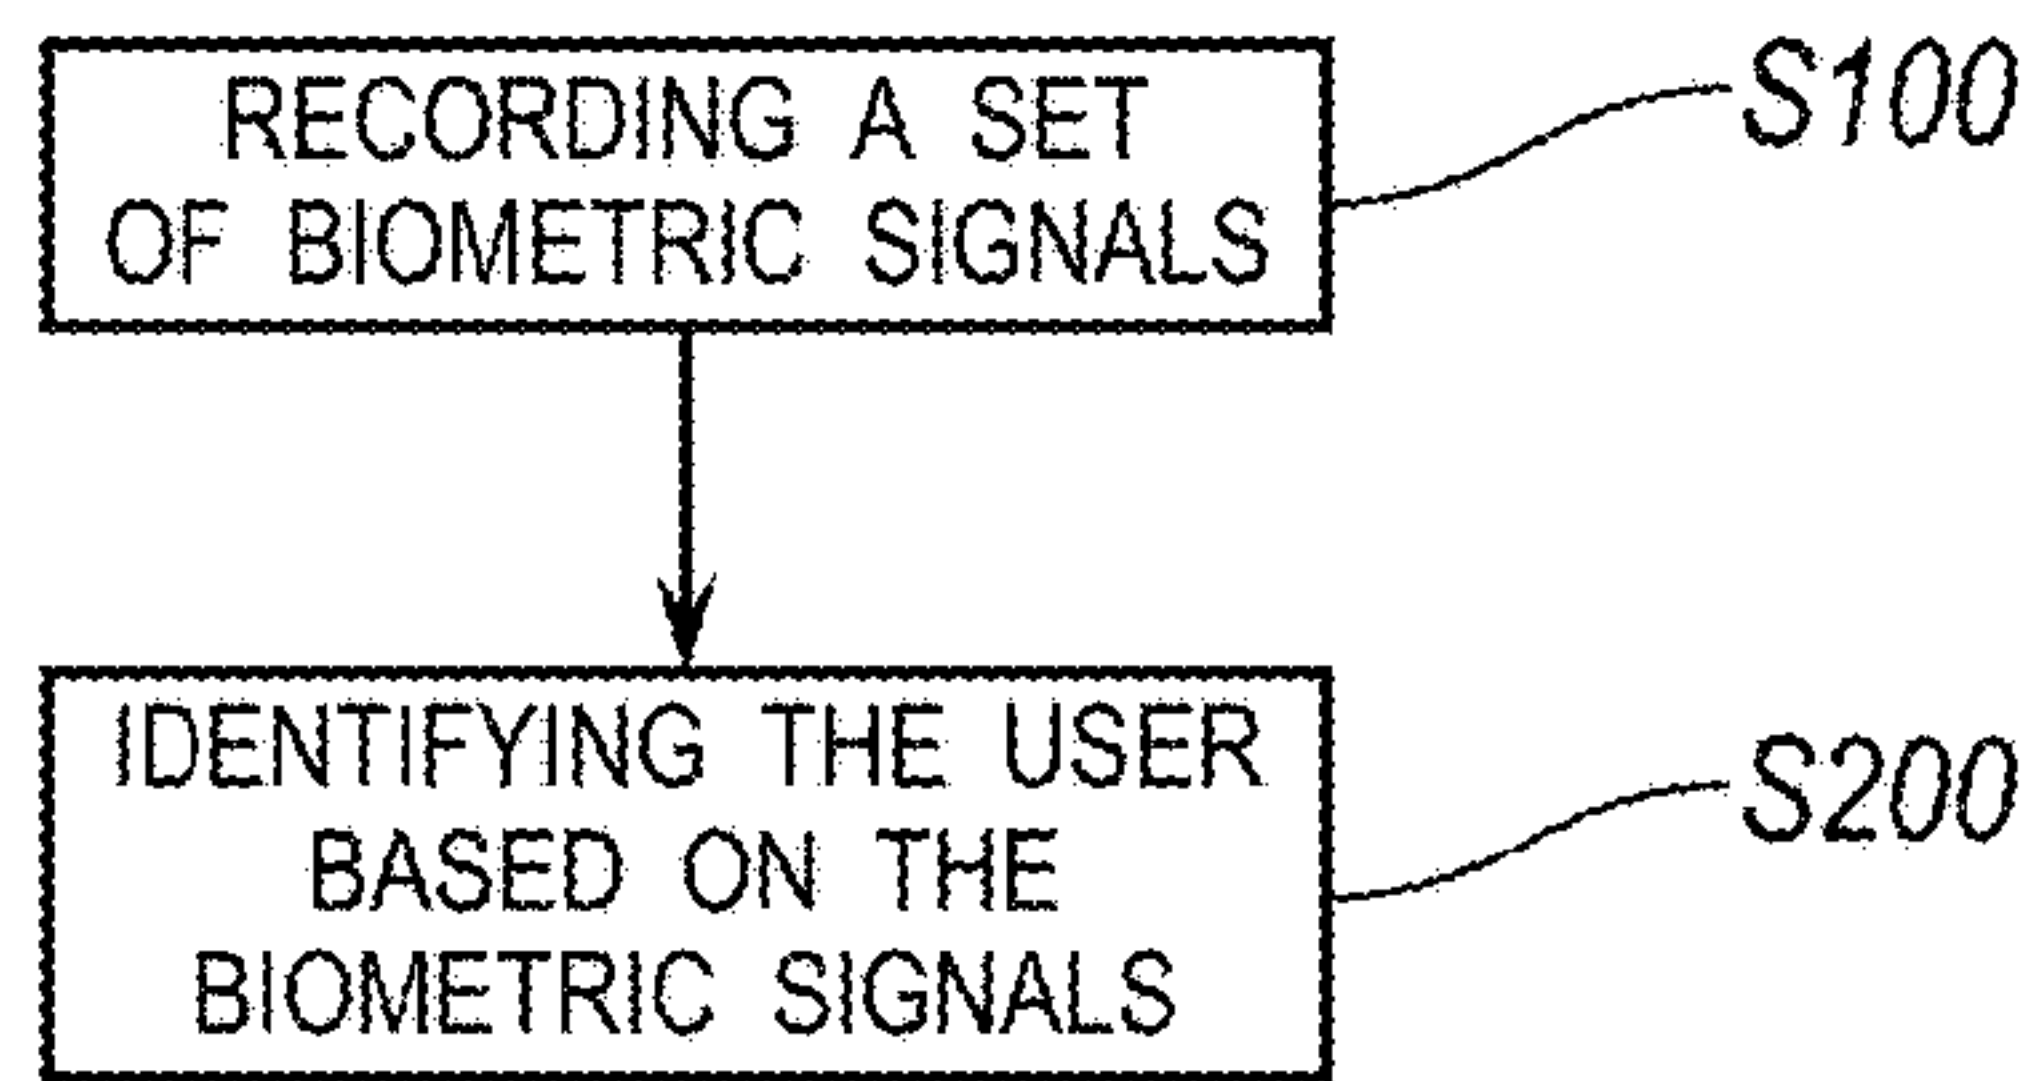 RECORDING A SET
OF BIOMETRIC SIGNALS
S100
IDENTIFYING THE USER
BASED ON THE
BIOMETRIC SIGNALS
S200